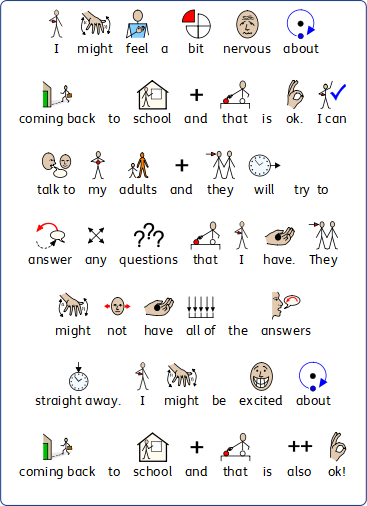 I might feel a bit nervous about
coming back to school and that is ok. I can
talk to my adults and they will try to
answer any questions that I have. They
might not have all of the answers
straight away. I might be excited about
coming back to school and that is also ok!